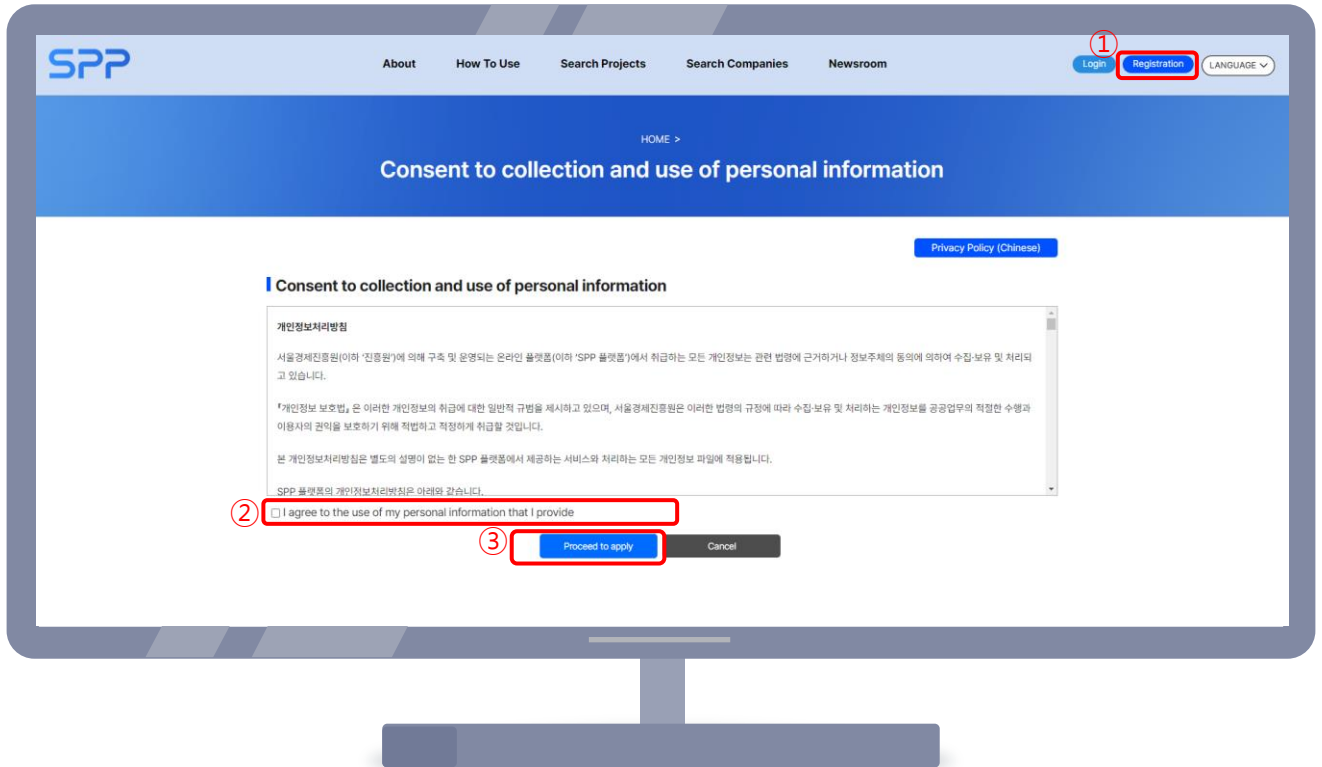 SPP
About How To Use Search Projects Search Companies Newsroom
①
Login Registration LANGUAGE
HOME >
Consent to collection and use of personal information
Privacy Policy (Chinese)
Consent to collection and use of personal information
개인정보처리방침
서울경제진흥원(이하 '진흥원')에 의해 구축 및 운영되는 온라인 플랫폼(이하 'SPP 플랫폼')에서 취급하는 모든 개인정보는 관련 법령에 근거하거나 정보주체의 동의에 의하여 수집·보유 및 처리되
고 있습니다.
『개인정보 보호법』은 이러한 개인정보의 취급에 대한 일반적 규범을 제시하고 있으며, 서울경제진흥원은 이러한 법령의 규정에 따라 수집·보유 및 처리하는 개인정보를 공공업무의 적절한 수행과
이용자의 권익을 보호하기 위해 적법하고 적정하게 취급할 것입니다.
본 개인정보처리방침은 별도의 설명이 없는 한 SPP 플랫폼에서 제공하는 서비스와 처리하는 모든 개인정보 파일에 적용됩니다.
SPP 플랫폼의 개인정보처리방침은 아래와 같습니다.
② I agree to the use of my personal information that I provide
③ Proceed to apply Cancel